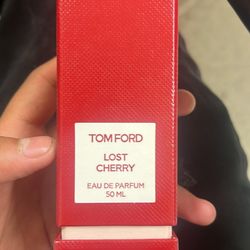 TOM FORD
LOST
CHERRY
EAU DE PARFUM
50 ML